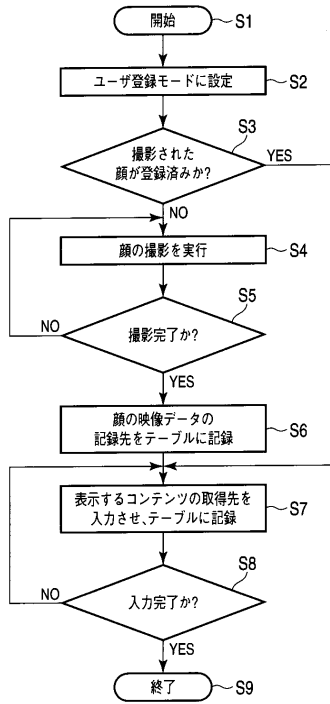 開始
S1
ユーザ登録モードに設定
S2
S3
撮影された
顔が登録済みか?
YES
NO
顔の撮影を実行
S4
S5
撮影完了か?
NO
YES
顔の映像データの
記録先をテーブルに記録
S6
表示するコンテンツの取得先を
入力させ、テーブルに記録
S7
S8
入力完了か?
NO
YES
終了
S9